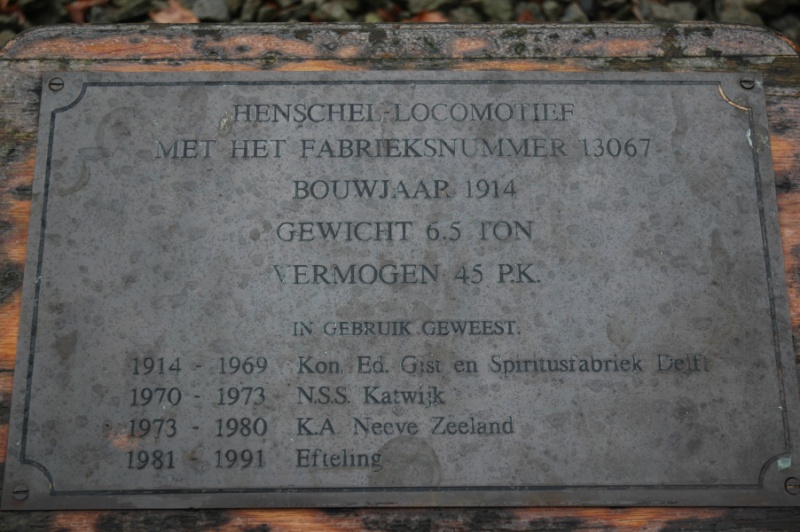 HENSCHEL-LOCOMOTIEF
MET HET FABRIEKSNUMMER 13067
BOUWJAAR 1914
GEWICHT 6.5 TON
VERMOGEN 45 P.K.
IN GEBRUIK GEWEEST.
1914 - 1969 Kon. Ed. Gist en Spiritusfabriek Delft
1970 - 1973 N.S.S. Katwijk
1973 - 1980 K.A. Neeve Zeeland
1981 - 1991 Efteling